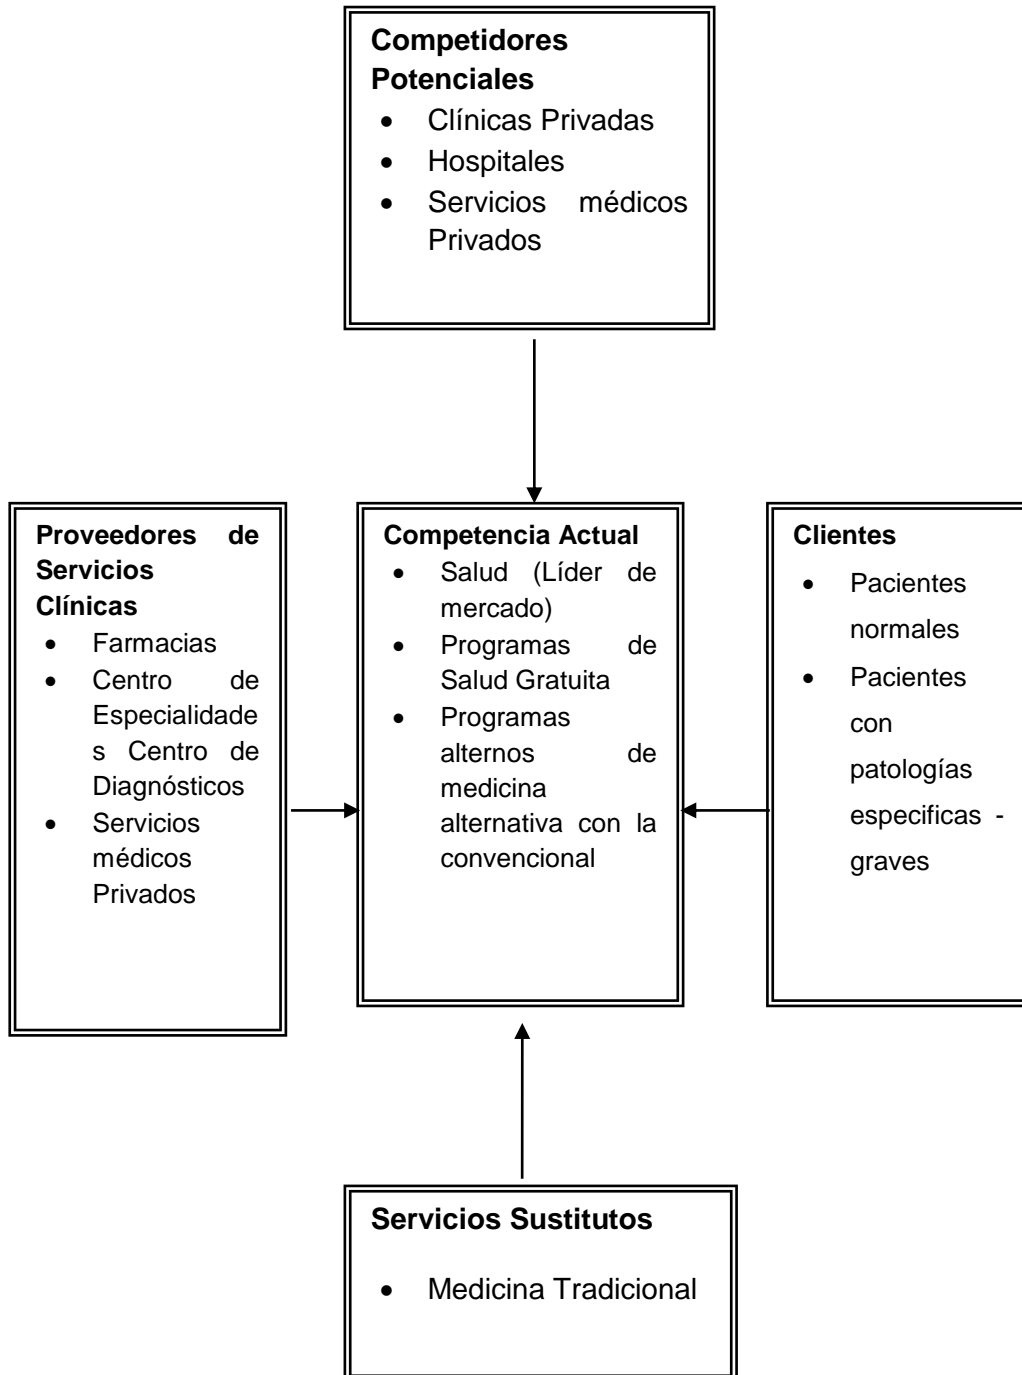 Competidores
Potenciales
• Clínicas Privadas
• Hospitales
• Servicios médicos
Privados
Proveedores de
Servicios
Clínicas
• Farmacias
• Centro de
Especialidade
s Centro de
Diagnósticos
• Servicios
médicos
Privados
Competencia Actual
• Salud (Líder de
mercado)
• Programas de
Salud Gratuita
• Programas
alternos de
medicina
alternativa con la
convencional
Clientes
• Pacientes
normales
• Pacientes
con
patologías
especificas -
graves
Servicios Sustitutos
• Medicina Tradicional